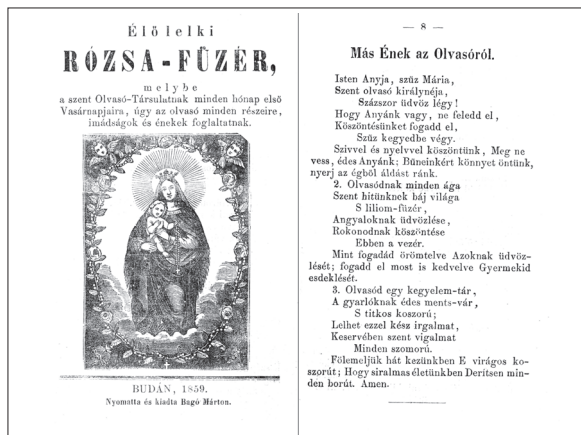 Élő lelki
RÓZSA-FŰZÉR,
melybe
a szent Olvasó-Társulatnak minden hónap első
Vasárnapjaira, úgy az olvasó minden részeire,
imádságok és énekek foglaltatnak.
BUDÁN, 1859.
Nyomatta és kiadta Bagó Márton.
— 8 —
Más Ének az Olvasóról.
Isten Anyja, szűz Mária,
Szent olvasó királynéja,
Százszor üdvöz légy!
Hogy Anyánk vagy, ne feledd el,
Köszöntésünket fogadd el,
Szűz kegyedbe végy.
Szivvel és nyelvvel köszöntünk, Meg ne
vess, édes Anyánk; Büneinkért könnyet öntünk,
nyerj az égből áldást ránk.
2. Olvasódnak minden ága
Szent hitünknek báj világa
S liliom-füzér,
Angyaloknak üdvözlése,
Rokonodnak köszöntése
Ebben a vezér.
Mint fogadád örömtelve Azoknak üdvöz-
lését; fogadd el most is kedvelve Gyermekid
esdeklését.
3. Olvasód egy kegyelem-tár,
A gyarlóknak édes ments-vár,
S titkos koszorú;
Lelhet ezzel kész irgalmat,
Keservében szent vigalmat
Minden szomorú.
Fölemeljük hát kezünkben E virágos ko-
szorút; Hogy siralmas életünkben Derítsen min-
den borút. Amen.